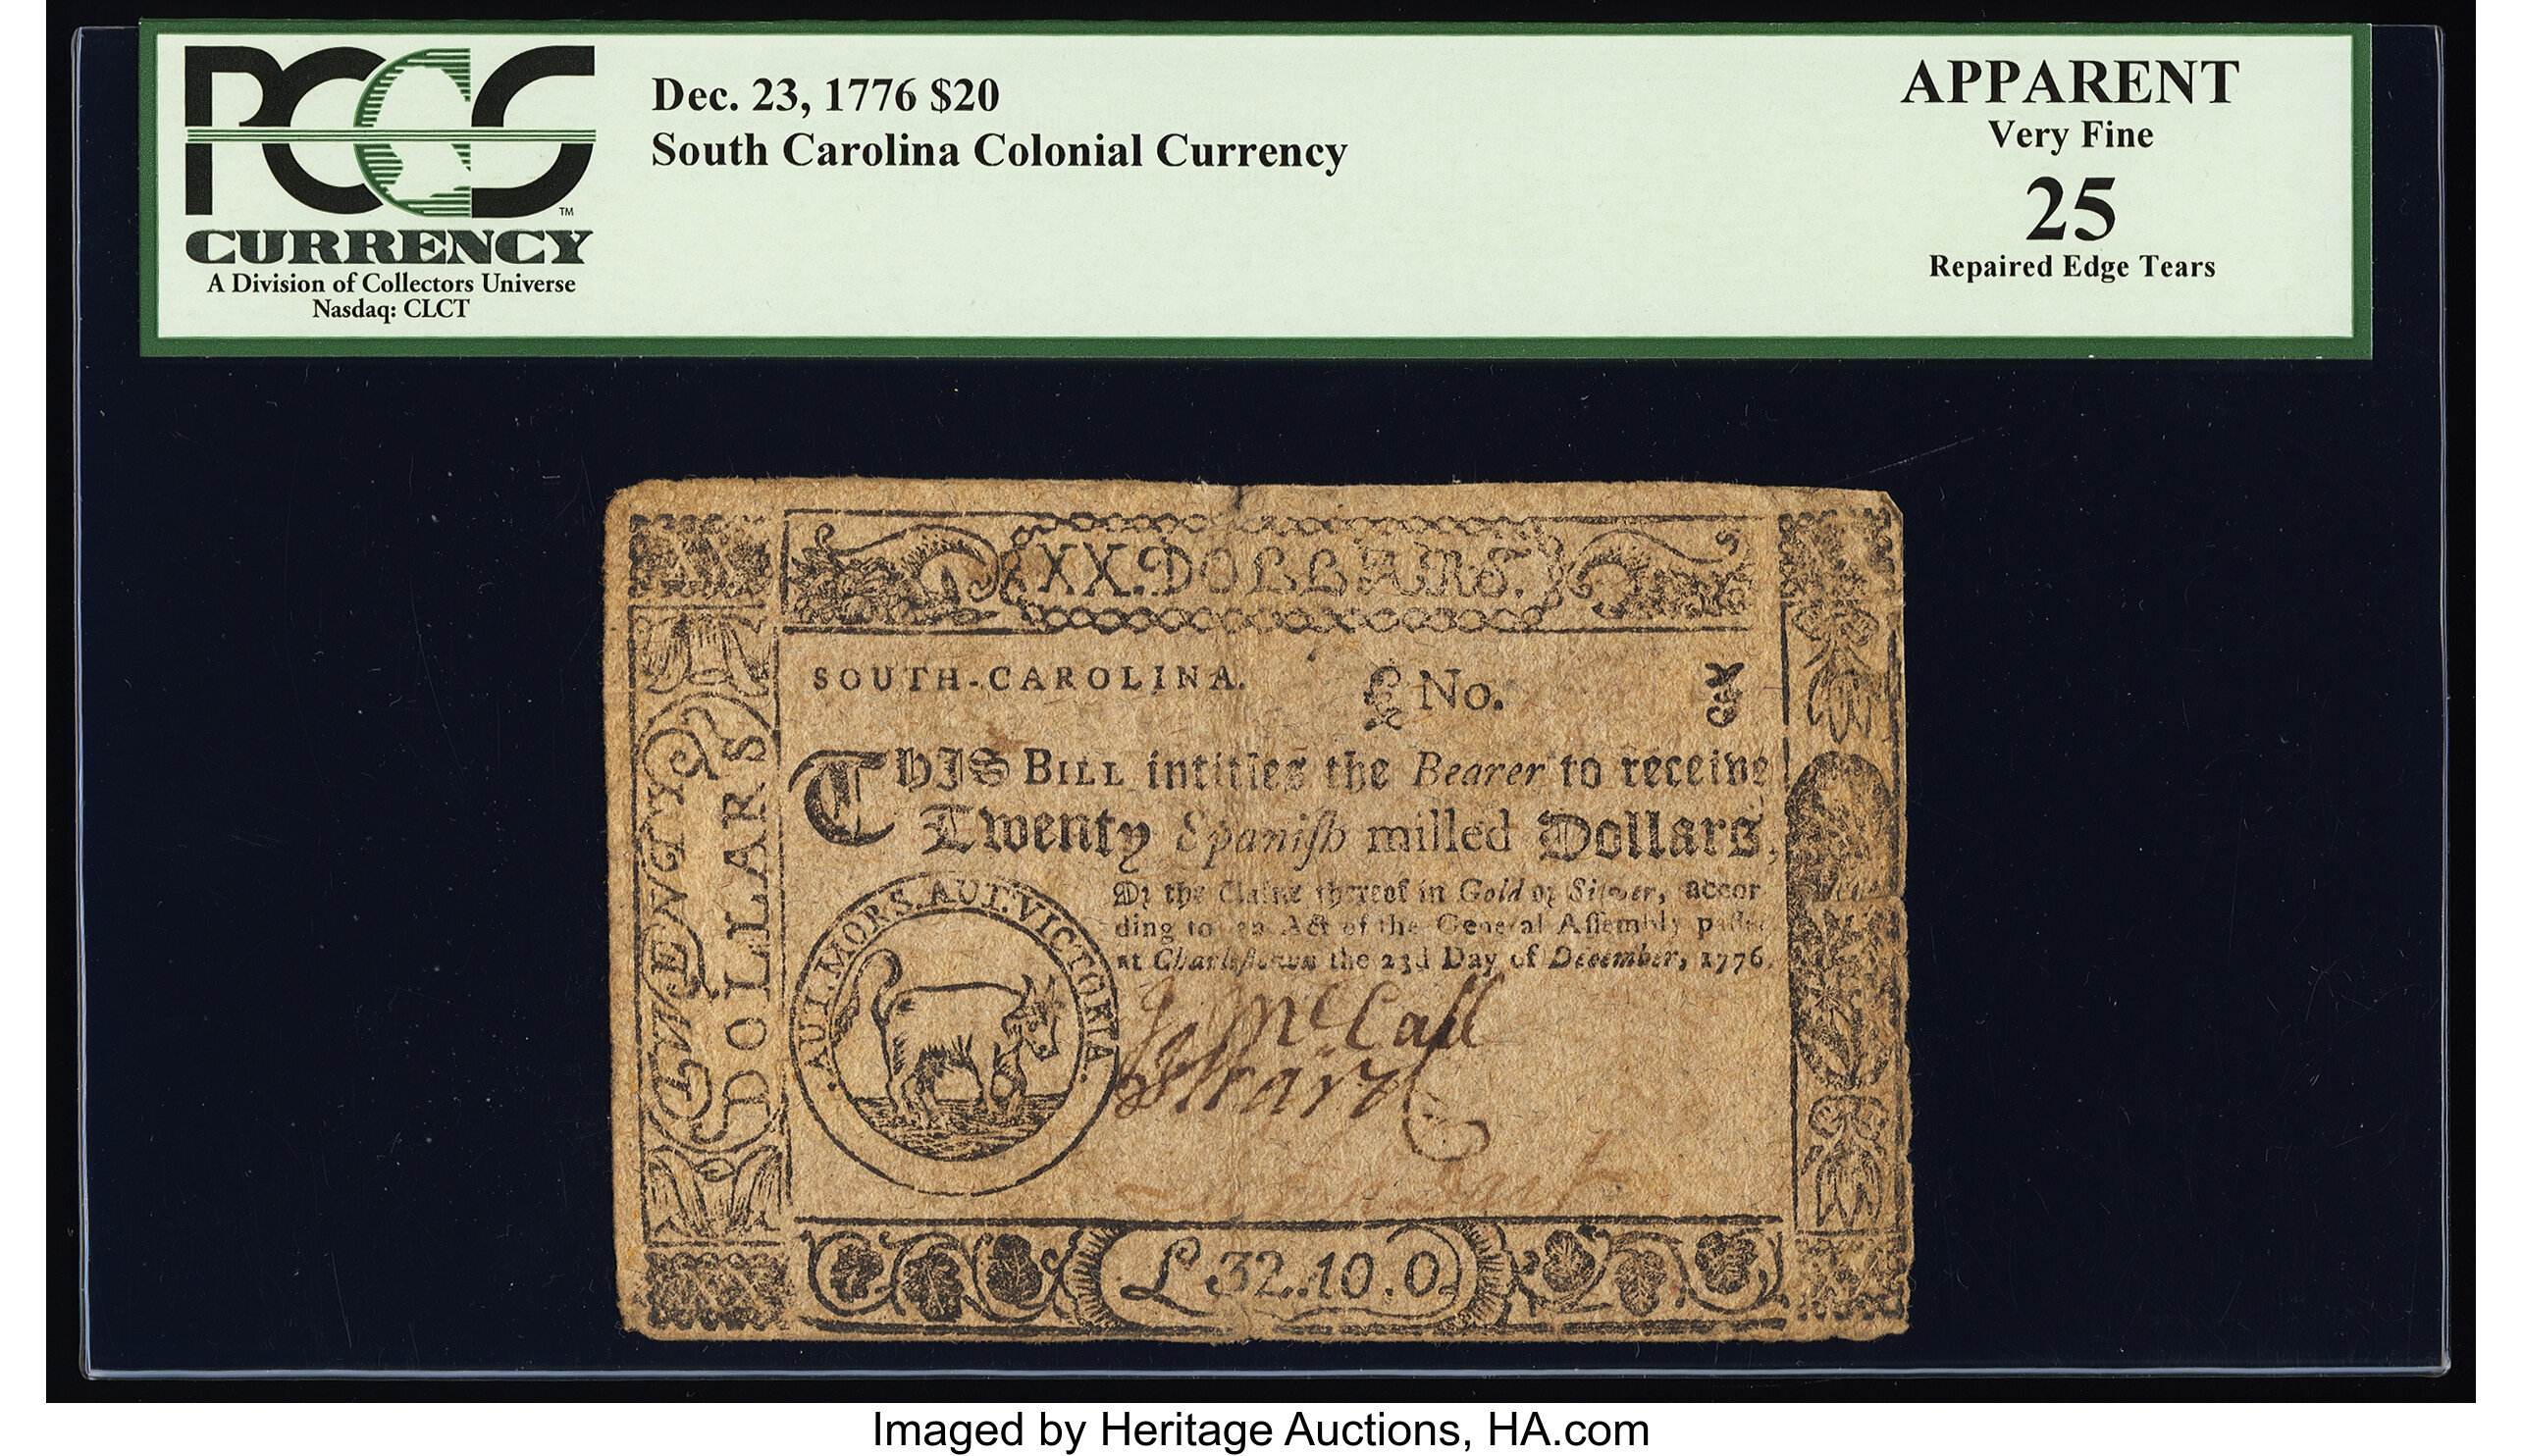 PCGS
TM
CURRENCY
A Division of Collectors Universe
Nasdaq: CLCT
Dec. 23, 1776 $20
South Carolina Colonial Currency
APPARENT
Very Fine
25
Repaired Edge Tears
XX.DOLLARS.
TWENTY
DOLLARS
SOUTH-CAROLINA. No.
THIS BILL intitles the Bearer to receive
Twenty Spaniſh milled Dollars,
Or the Value thereof in Gold or Silver, accor
ding to an Act of the General Aſſembly paſſed
at Charleſtown the 23d Day of December, 1776.
AUT.MORS.AUT.VICTORIA.
J McCall
£32.10.0.
Imaged by Heritage Auctions, HA.com